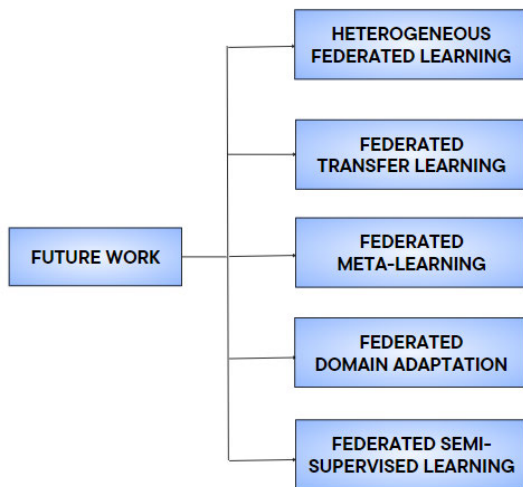 HETEROGENEOUS
FEDERATED LEARNING
FEDERATED
TRANSFER LEARNING
FUTURE WORK
FEDERATED
META-LEARNING
FEDERATED
DOMAIN ADAPTATION
FEDERATED SEMI-
SUPERVISED LEARNING